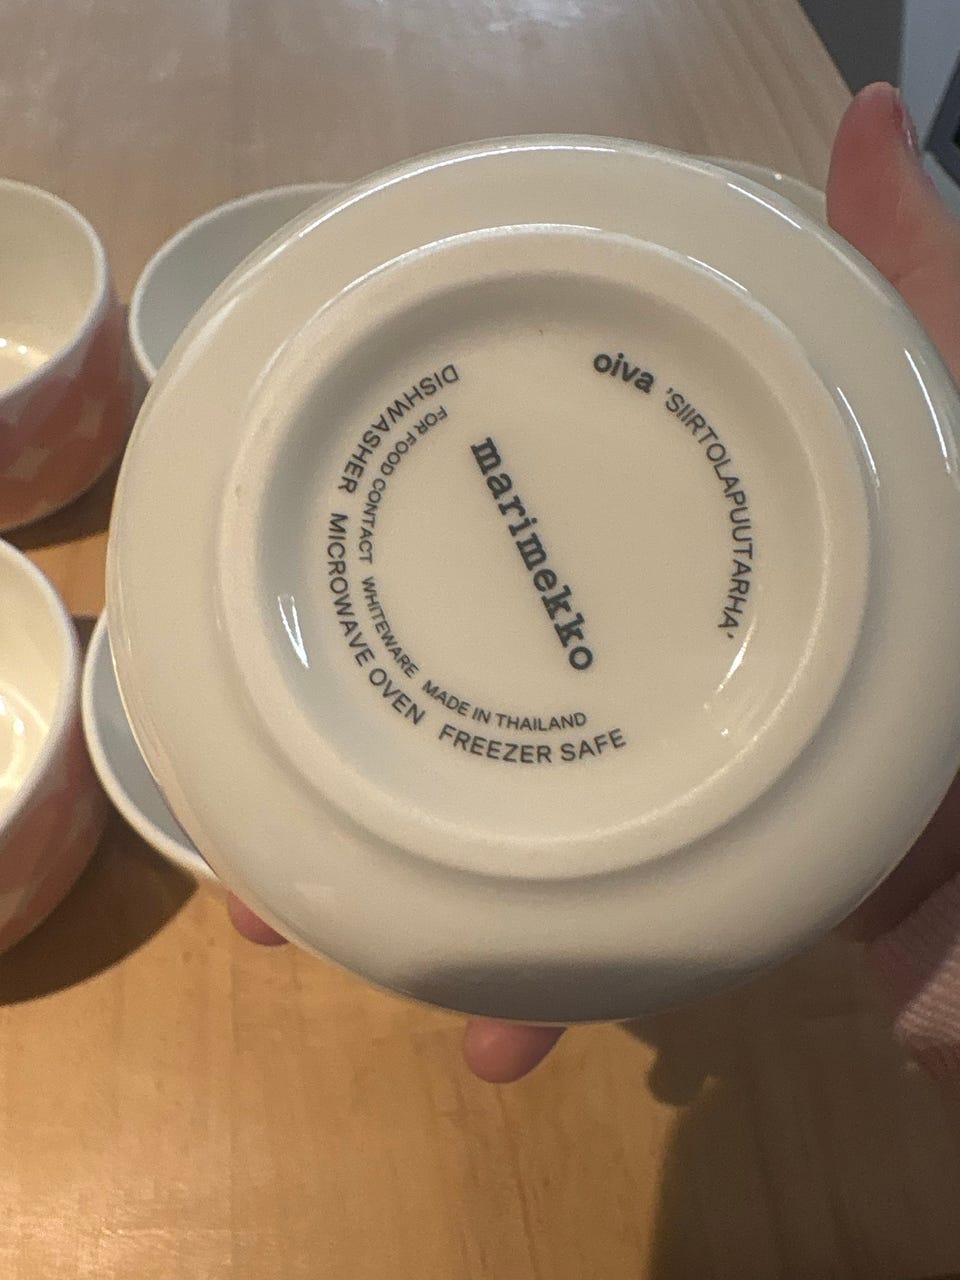 oiva 'SIIRTOLAPUUTARHA'
marimekko
DISHWASHER MICROWAVE OVEN FREEZER SAFE
FOR FOOD CONTACT WHITEWARE MADE IN THAILAND